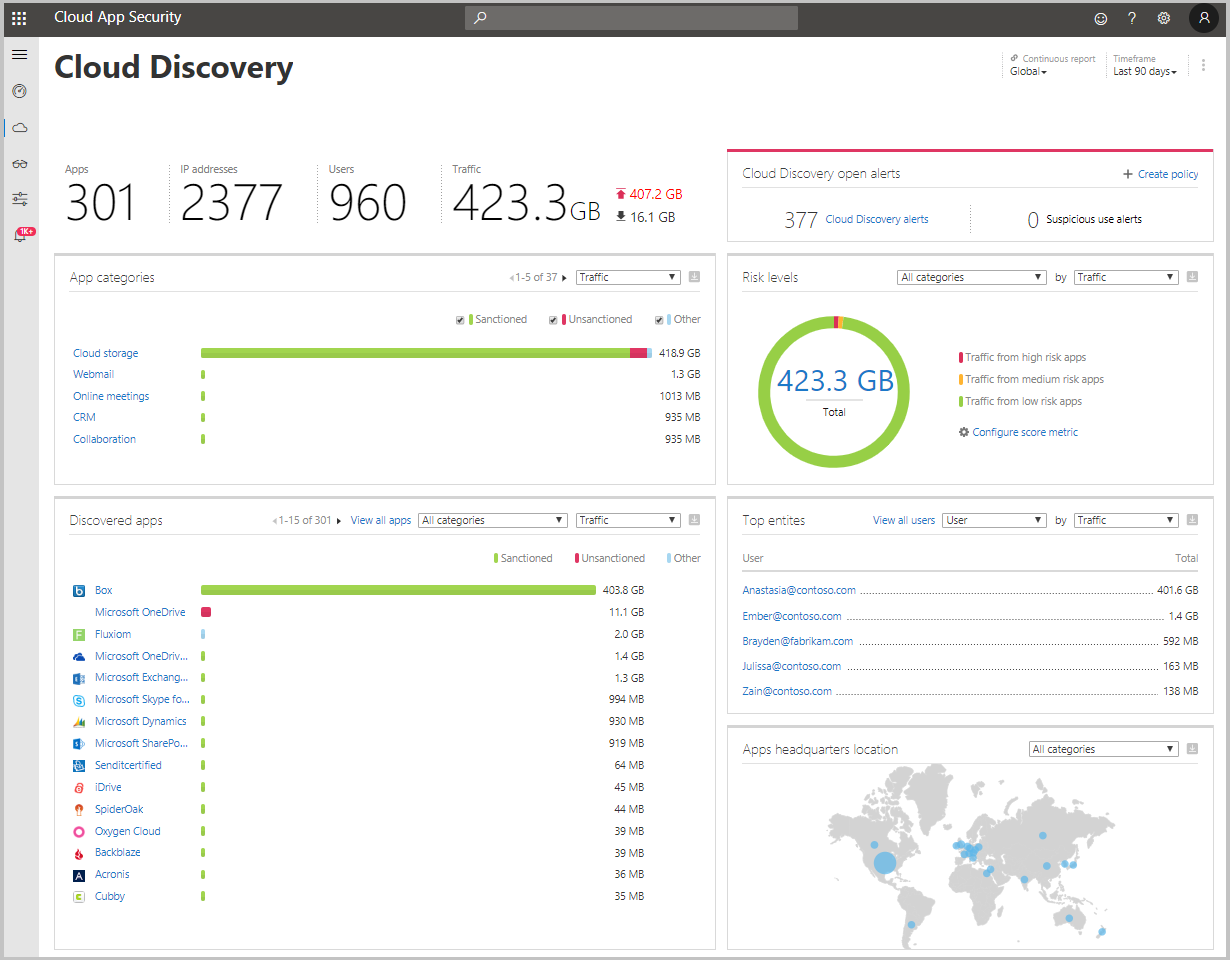 Cloud App Security
?
Cloud Discovery
Continuous report
Global
Timeframe
Last 90 days
Apps
301
IP addresses
2377
Users
960
Traffic
423.3GB
407.2 GB
16.1 GB
Cloud Discovery open alerts
+ Create policy
377 Cloud Discovery alerts
0 Suspicious use alerts
1K+
App categories
1-5 of 37
Traffic
Sanctioned
Unsanctioned
Other
Cloud storage 418.9 GB
Webmail 1.3 GB
Online meetings 1013 MB
CRM 935 MB
Collaboration 935 MB
Risk levels
All categories
by
Traffic
423.3 GB
Total
Traffic from high risk apps
Traffic from medium risk apps
Traffic from low risk apps
Configure score metric
Discovered apps
1-15 of 301
View all apps
All categories
Traffic
Sanctioned
Unsanctioned
Other
Box 403.8 GB
Microsoft OneDrive 11.1 GB
Fluxiom 2.0 GB
Microsoft OneDriv... 1.4 GB
Microsoft Exchang... 1.3 GB
Microsoft Skype fo... 994 MB
Microsoft Dynamics 930 MB
Microsoft SharePo... 919 MB
Senditcertified 64 MB
iDrive 45 MB
SpiderOak 44 MB
Oxygen Cloud 39 MB
Backblaze 39 MB
Acronis 36 MB
Cubby 35 MB
Top entites
View all users
User
by
Traffic
User Total
Anastasia@contoso.com 401.6 GB
Ember@contoso.com 1.4 GB
Brayden@fabrikam.com 592 MB
Julissa@contoso.com 163 MB
Zain@contoso.com 138 MB
Apps headquarters location
All categories